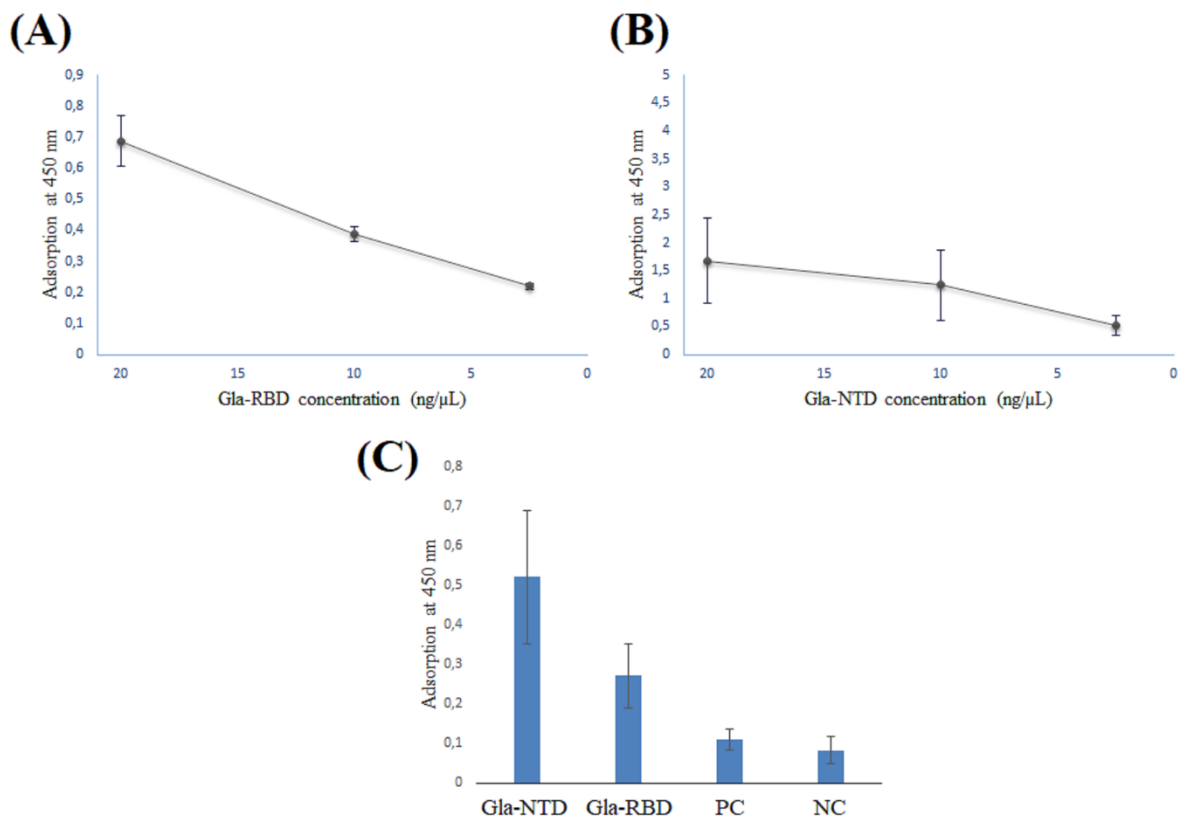 (A)
Adsorption at 450 nm
0,9
0,8
0,7
0,6
0,5
0,4
0,3
0,2
0,1
0
20 15 10 5 0
Gla-RBD concentration (ng/μL)
(B)
Adsorption at 450 nm
5
4,5
4
3,5
3
2,5
2
1,5
1
0,5
0
20 15 10 5 0
Gla-NTD concentration (ng/μL)
(C)
Adsorption at 450 nm
0,8
0,7
0,6
0,5
0,4
0,3
0,2
0,1
0
Gla-NTD Gla-RBD PC NC